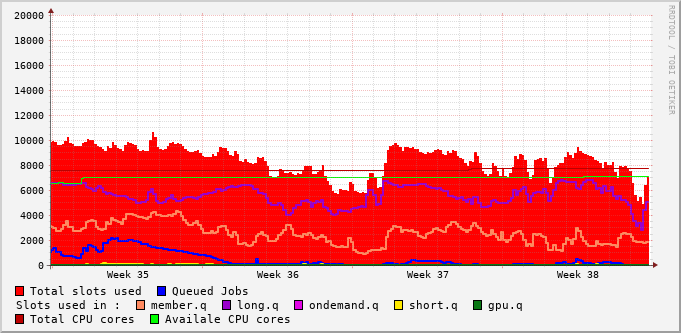 20000
18000
16000
14000
12000
10000
8000
6000
4000
2000
0
Week 35 Week 36 Week 37 Week 38
Total slots used Queued Jobs
Slots used in : member.q long.q ondemand.q short.q gpu.q
Total CPU cores Availale CPU cores
RRDTOOL / TOBI OETIKER